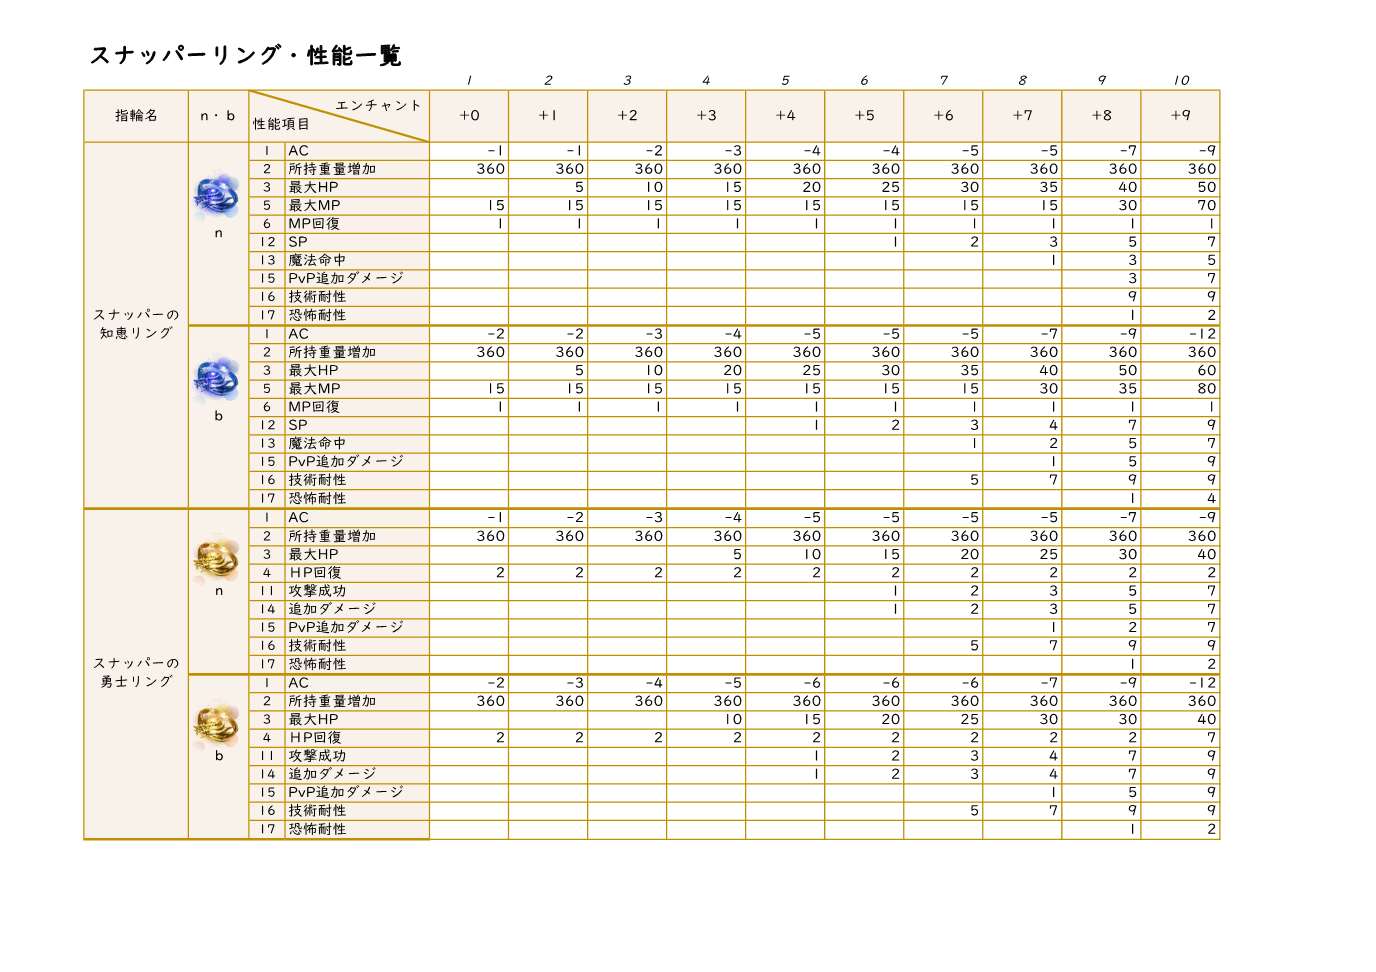 スナッパーリング・性能一覧
1 2 3 4 5 6 7 8 9 10
指輪名 n・b エンチャント 性能項目 +0 +1 +2 +3 +4 +5 +6 +7 +8 +9
1 AC -1 -1 -2 -3 -4 -4 -5 -5 -7 -9
2 所持重量増加 360 360 360 360 360 360 360 360 360 360
3 最大HP 5 10 15 20 25 30 35 40 50
5 最大MP 15 15 15 15 15 15 15 15 30 70
6 MP回復 1 1 1 1 1 1 1 1 1 1
n
12 SP 1 2 3 5 7
13 魔法命中 1 3 5
15 PvP追加ダメージ 3 7
16 技術耐性 9 9
17 恐怖耐性 1 2
スナッパーの
知恵リング
1 AC -2 -2 -3 -4 -5 -5 -5 -7 -9 -12
2 所持重量増加 360 360 360 360 360 360 360 360 360 360
3 最大HP 5 10 20 25 30 35 40 50 60
5 最大MP 15 15 15 15 15 15 15 30 35 80
6 MP回復 1 1 1 1 1 1 1 1 1 1
b
12 SP 1 2 3 4 7 9
13 魔法命中 1 2 5 7
15 PvP追加ダメージ 1 5 9
16 技術耐性 5 7 9 9
17 恐怖耐性 1 4
1 AC -1 -2 -3 -4 -5 -5 -5 -5 -7 -9
2 所持重量増加 360 360 360 360 360 360 360 360 360 360
3 最大HP 5 10 15 20 25 30 40
4 HP回復 2 2 2 2 2 2 2 2 2 2
n
11 攻撃成功 1 2 3 5 7
14 追加ダメージ 1 2 3 5 7
15 PvP追加ダメージ 1 2 7
16 技術耐性 5 7 9 9
17 恐怖耐性 1 2
スナッパーの
勇士リング
1 AC -2 -3 -4 -5 -6 -6 -6 -7 -9 -12
2 所持重量増加 360 360 360 360 360 360 360 360 360 360
3 最大HP 10 15 20 25 30 30 40
4 HP回復 2 2 2 2 2 2 2 2 2 7
b
11 攻撃成功 1 2 3 4 7 9
14 追加ダメージ 1 2 3 4 7 9
15 PvP追加ダメージ 1 5 9
16 技術耐性 5 7 9 9
17 恐怖耐性 1 2